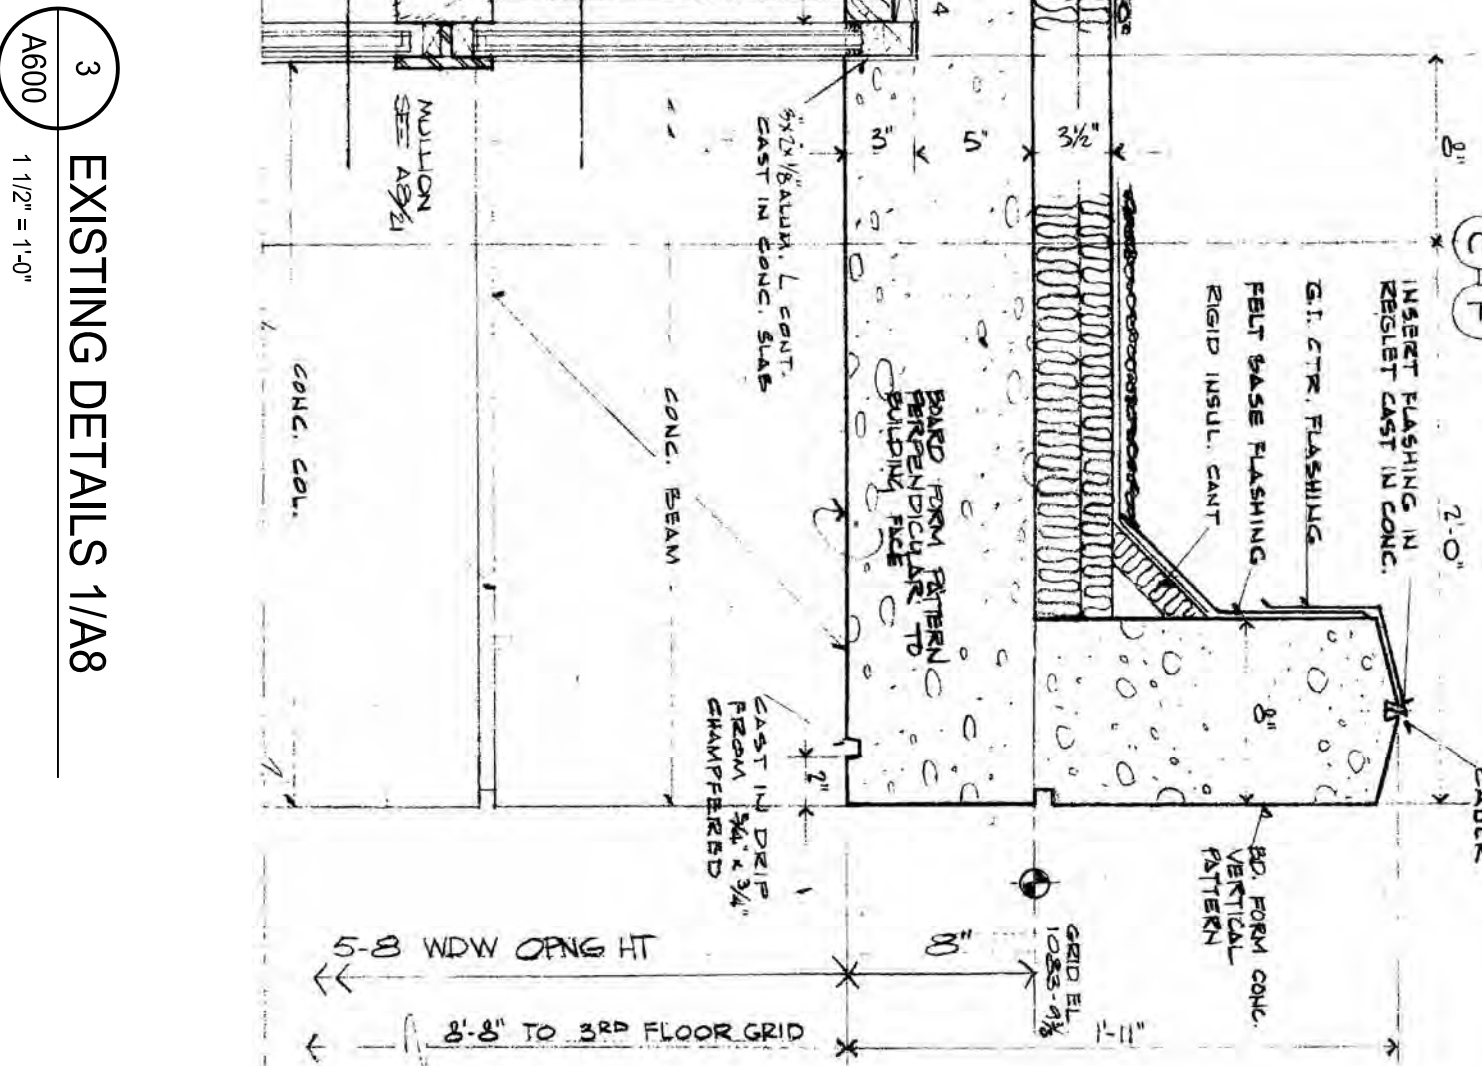 3
A600
EXISTING DETAILS 1/A8
1 1/2" = 1'-0"
MULLION
SEE A8/21
3x2x1/8 ALUM. L CONT.
CAST IN CONC. SLAB
3"
5"
3½"
8"
2'-0"
INSERT FLASHING IN
REGLET CAST IN CONC.
G.I. CTR. FLASHING
FELT BASE FLASHING
RIGID INSUL. CANT
BOARD FORM PATTERN
PERPENDICULAR TO
BUILDING FACE
CONC. BEAM
CONC. COL.
CAST IN DRIP
FROM 3/4" x 3/4"
CHAMPFERED
2"
8"
BD. FORM CONC.
VERTICAL
PATTERN
GRID EL
1083-9⅜
5-8 WDW OPNG HT
8"
8'-8" TO 3RD FLOOR GRID
1'-11"